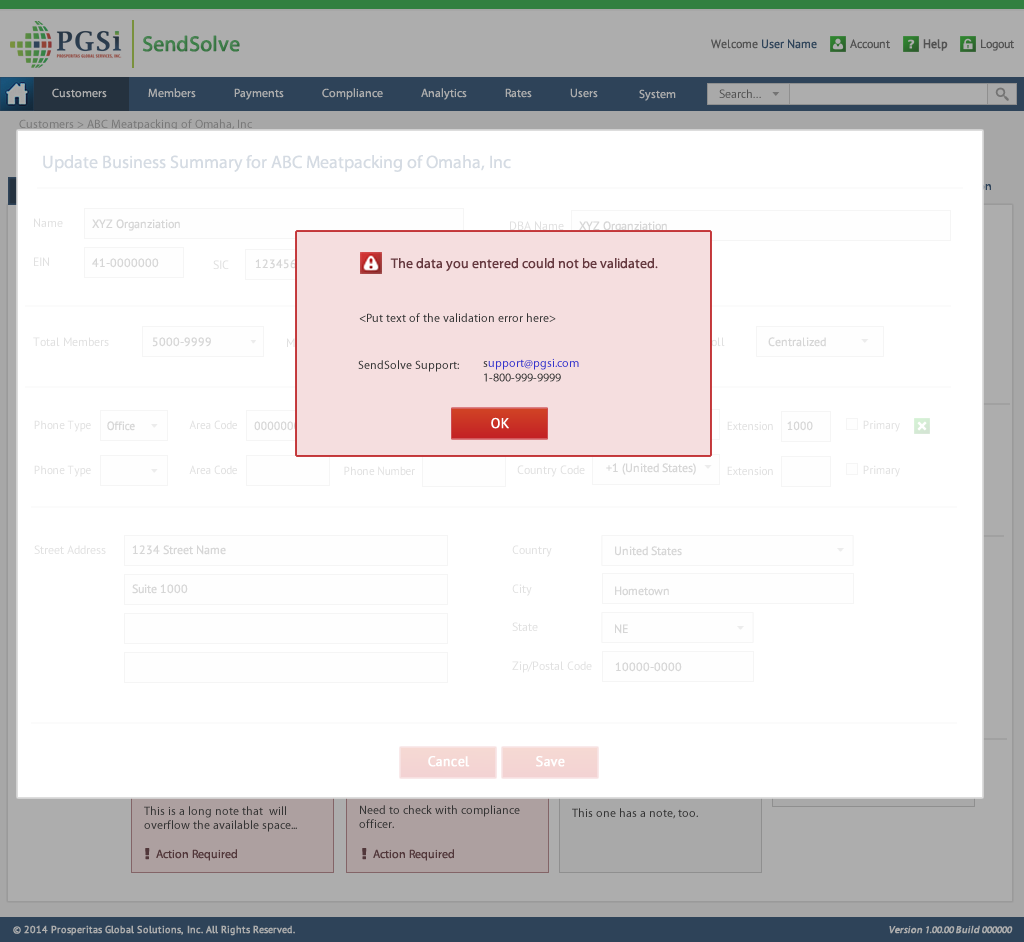 PGSi
PROSPERITAS GLOBAL SERVICES, INC.
SendSolve
Welcome User Name
Account
Help
Logout
Customers
Members
Payments
Compliance
Analytics
Rates
Users
System
Search...
Customers > ABC Meatpacking of Omaha, Inc
Update Business Summary for ABC Meatpacking of Omaha, Inc
Name
XYZ Organziation
DBA Name
XYZ Organziation
EIN
41-0000000
SIC
123456
The data you entered could not be validated.
<Put text of the validation error here>
SendSolve Support:
support@pgsi.com
1-800-999-9999
OK
Total Members
5000-9999
Centralized
Phone Type
Office
Area Code
Extension
1000
Primary
Phone Type
Area Code
Phone Number
Country Code
+1 (United States)
Extension
Primary
Street Address
1234 Street Name
Suite 1000
Country
United States
City
Hometown
State
NE
Zip/Postal Code
10000-0000
Cancel
Save
This is a long note that will
overflow the available space...
! Action Required
Need to check with compliance
officer.
! Action Required
This one has a note, too.
© 2014 Prosperitas Global Solutions, Inc. All Rights Reserved.
Version 1.00.00 Build 000000